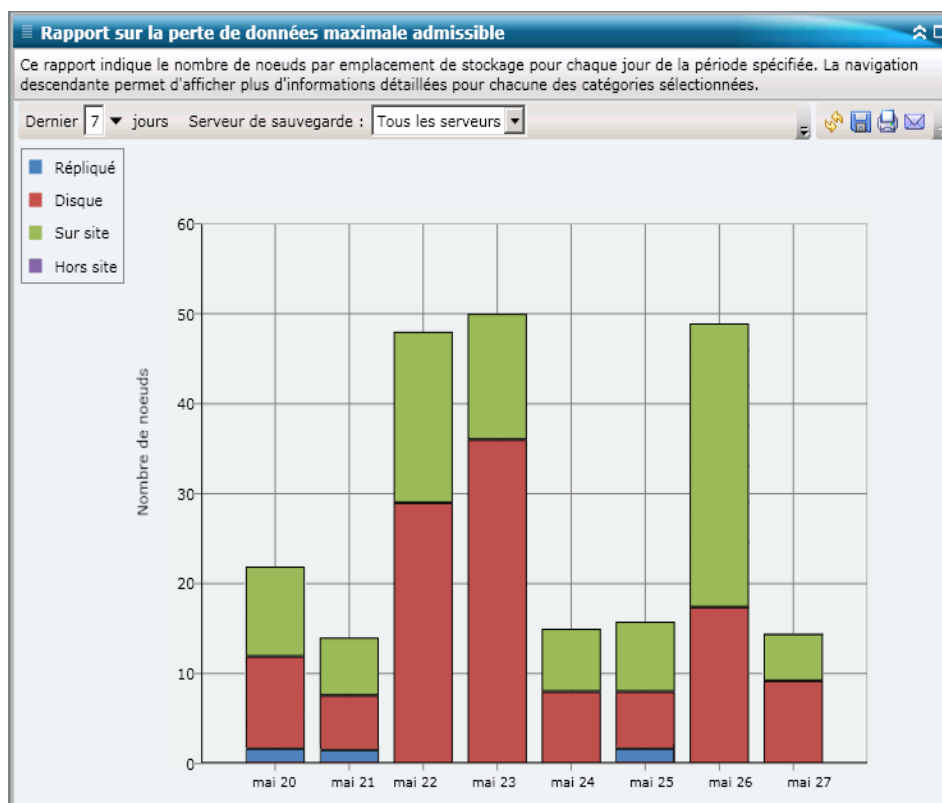 Rapport sur la perte de données maximale admissible
Ce rapport indique le nombre de noeuds par emplacement de stockage pour chaque jour de la période spécifiée. La navigation
descendante permet d'afficher plus d'informations détaillées pour chacune des catégories sélectionnées.
Dernier 7 jours Serveur de sauvegarde : Tous les serveurs
Répliqué
Disque
Sur site
Hors site
60
50
40
30
20
10
0
Nombre de noeuds
mai 20 mai 21 mai 22 mai 23 mai 24 mai 25 mai 26 mai 27